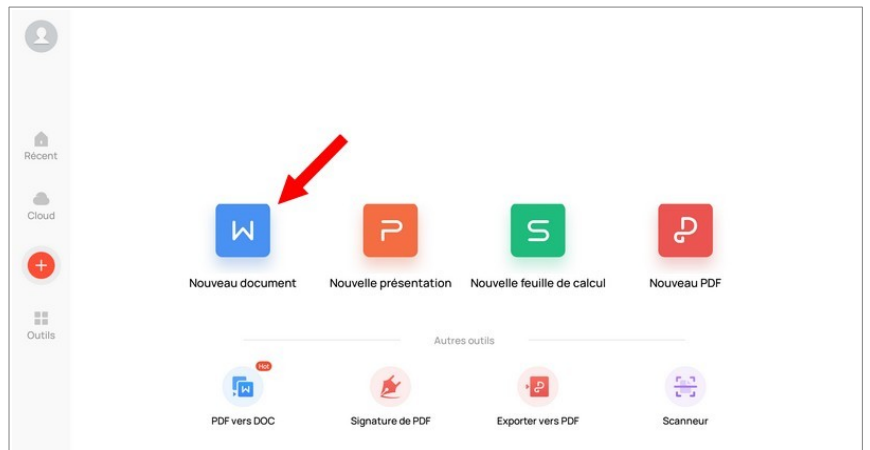 Récent
Cloud
Outils
W
P
S
P
Nouveau document
Nouvelle présentation
Nouvelle feuille de calcul
Nouveau PDF
Autres outils
Hot
W
P
PDF vers DOC
Signature de PDF
Exporter vers PDF
Scanneur